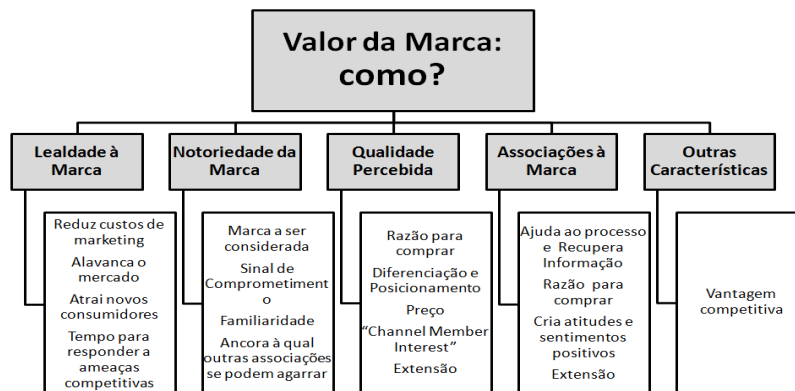 Valor da Marca:
como?
Lealdade à
Marca
Reduz custos de
marketing
Alavanca o
mercado
Atrai novos
consumidores
Tempo para
responder a
ameaças
competitivas
Notoriedade da
Marca
Marca a ser
considerada
Sinal de
Comprometiment
o
Familiaridade
Ancora à qual
outras associações
se podem agarrar
Qualidade
Percebida
Razão para
comprar
Diferenciação e
Posicionamento
Preço
“Channel Member
Interest”
Extensão
Associações à
Marca
Ajuda ao processo
e Recupera
Informação
Razão para
comprar
Cria atitudes e
sentimentos
positivos
Extensão
Outras
Características
Vantagem
competitiva